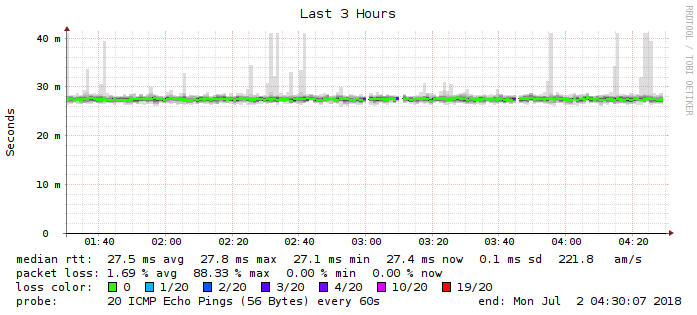 Last 3 Hours
RRDTOOL / TOBI OETIKER
Seconds
40 m
30 m
20 m
10 m
0
01:40 02:00 02:20 02:40 03:00 03:20 03:40 04:00 04:20
median rtt: 27.5 ms avg 27.8 ms max 27.1 ms min 27.4 ms now 0.1 ms sd 221.8 am/s
packet loss: 1.69 % avg 88.33 % max 0.00 % min 0.00 % now
loss color: 0 1/20 2/20 3/20 4/20 10/20 19/20
probe: 20 ICMP Echo Pings (56 Bytes) every 60s end: Mon Jul 2 04:30:07 2018